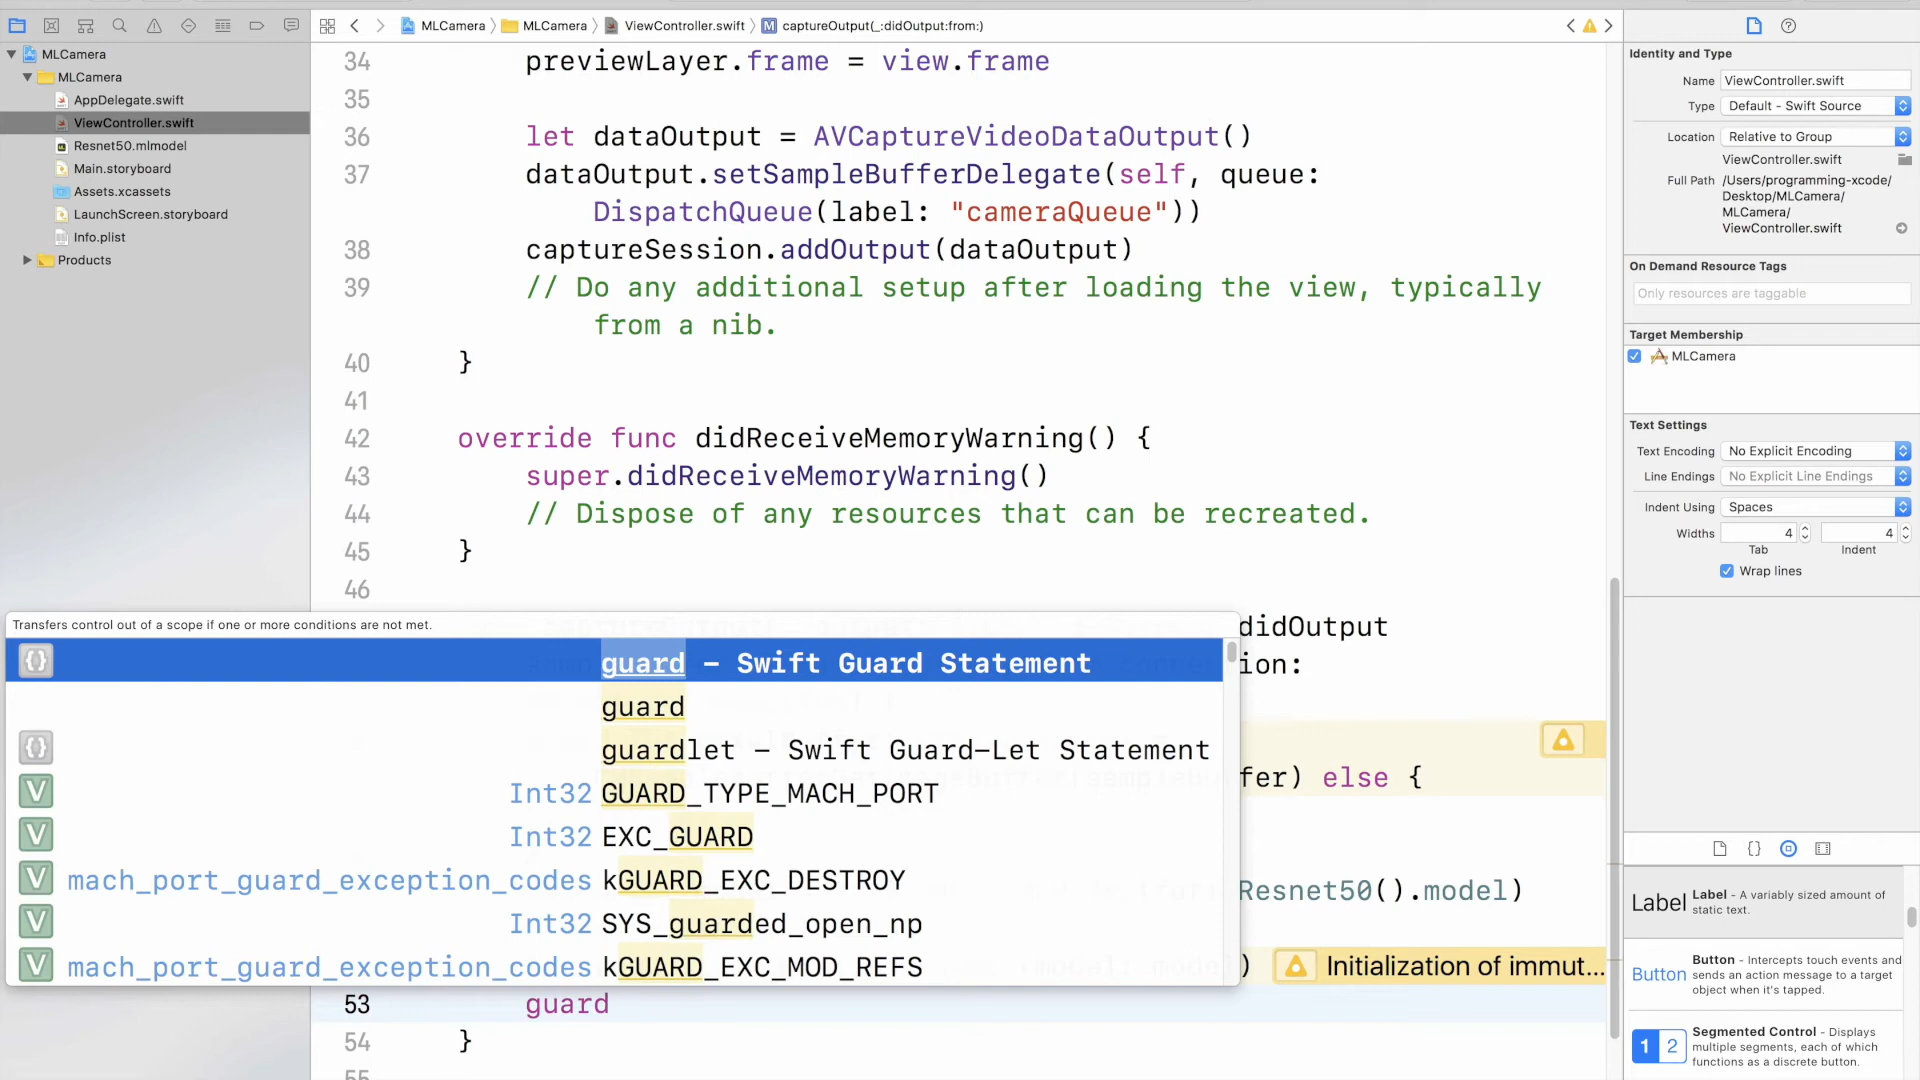 MLCamera
MLCamera
ViewController.swift
captureOutput(_:didOutput:from:)
MLCamera
MLCamera
AppDelegate.swift
ViewController.swift
Resnet50.mlmodel
Main.storyboard
Assets.xcassets
LaunchScreen.storyboard
Info.plist
Products
34 previewLayer.frame = view.frame
35
36 let dataOutput = AVCaptureVideoDataOutput()
37 dataOutput.setSampleBufferDelegate(self, queue:
DispatchQueue(label: "cameraQueue"))
38 captureSession.addOutput(dataOutput)
39 // Do any additional setup after loading the view, typically
from a nib.
40 }
41
42 override func didReceiveMemoryWarning() {
43 super.didReceiveMemoryWarning()
44 // Dispose of any resources that can be recreated.
45 }
46
didOutput
ion:
fer) else {
Resnet50().model)
) Initialization of immut...
Transfers control out of a scope if one or more conditions are not met.
{} guard – Swift Guard Statement
guard
{} guardlet – Swift Guard-Let Statement
V Int32 GUARD_TYPE_MACH_PORT
V Int32 EXC_GUARD
V mach_port_guard_exception_codes kGUARD_EXC_DESTROY
V Int32 SYS_guarded_open_np
V mach_port_guard_exception_codes kGUARD_EXC_MOD_REFS
53 guard
54 }
55
Identity and Type
Name ViewController.swift
Type Default - Swift Source
Location Relative to Group
ViewController.swift
Full Path /Users/programming-xcode/
Desktop/MLCamera/
MLCamera/
ViewController.swift
On Demand Resource Tags
Only resources are taggable
Target Membership
MLCamera
Text Settings
Text Encoding No Explicit Encoding
Line Endings No Explicit Line Endings
Indent Using Spaces
Widths 4 4
Tab Indent
Wrap lines
{}
Label Label - A variably sized amount of
static text.
Button Button - Intercepts touch events and
sends an action message to a target
object when it's tapped.
1 2 Segmented Control - Displays
multiple segments, each of which
functions as a discrete button.